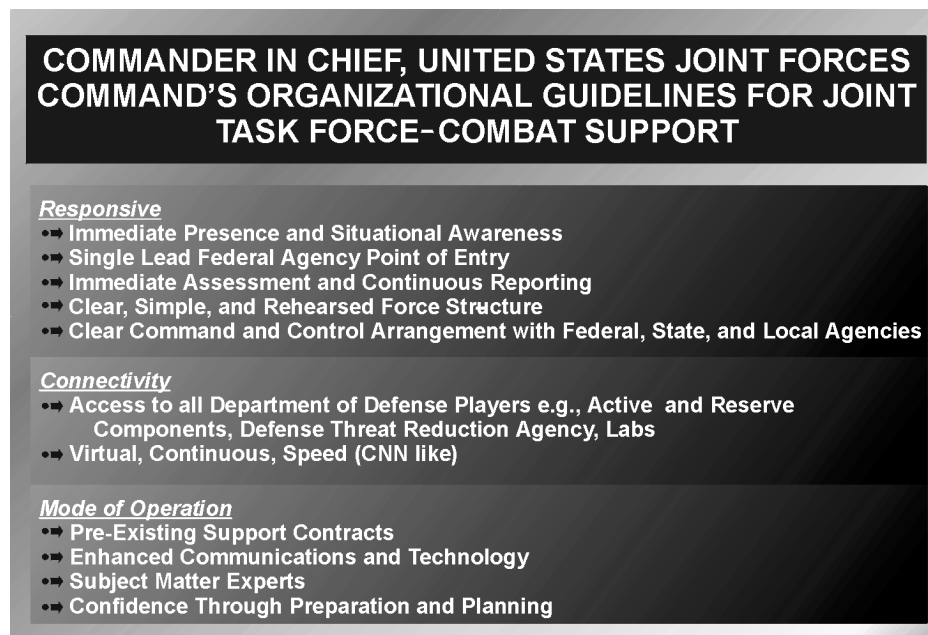 COMMANDER IN CHIEF, UNITED STATES JOINT FORCES
COMMAND'S ORGANIZATIONAL GUIDELINES FOR JOINT
TASK FORCE-COMBAT SUPPORT
Responsive
Immediate Presence and Situational Awareness
Single Lead Federal Agency Point of Entry
Immediate Assessment and Continuous Reporting
Clear, Simple, and Rehearsed Force Structure
Clear Command and Control Arrangement with Federal, State, and Local Agencies
Connectivity
Access to all Department of Defense Players e.g., Active and Reserve
Components, Defense Threat Reduction Agency, Labs
Virtual, Continuous, Speed (CNN like)
Mode of Operation
Pre-Existing Support Contracts
Enhanced Communications and Technology
Subject Matter Experts
Confidence Through Preparation and Planning